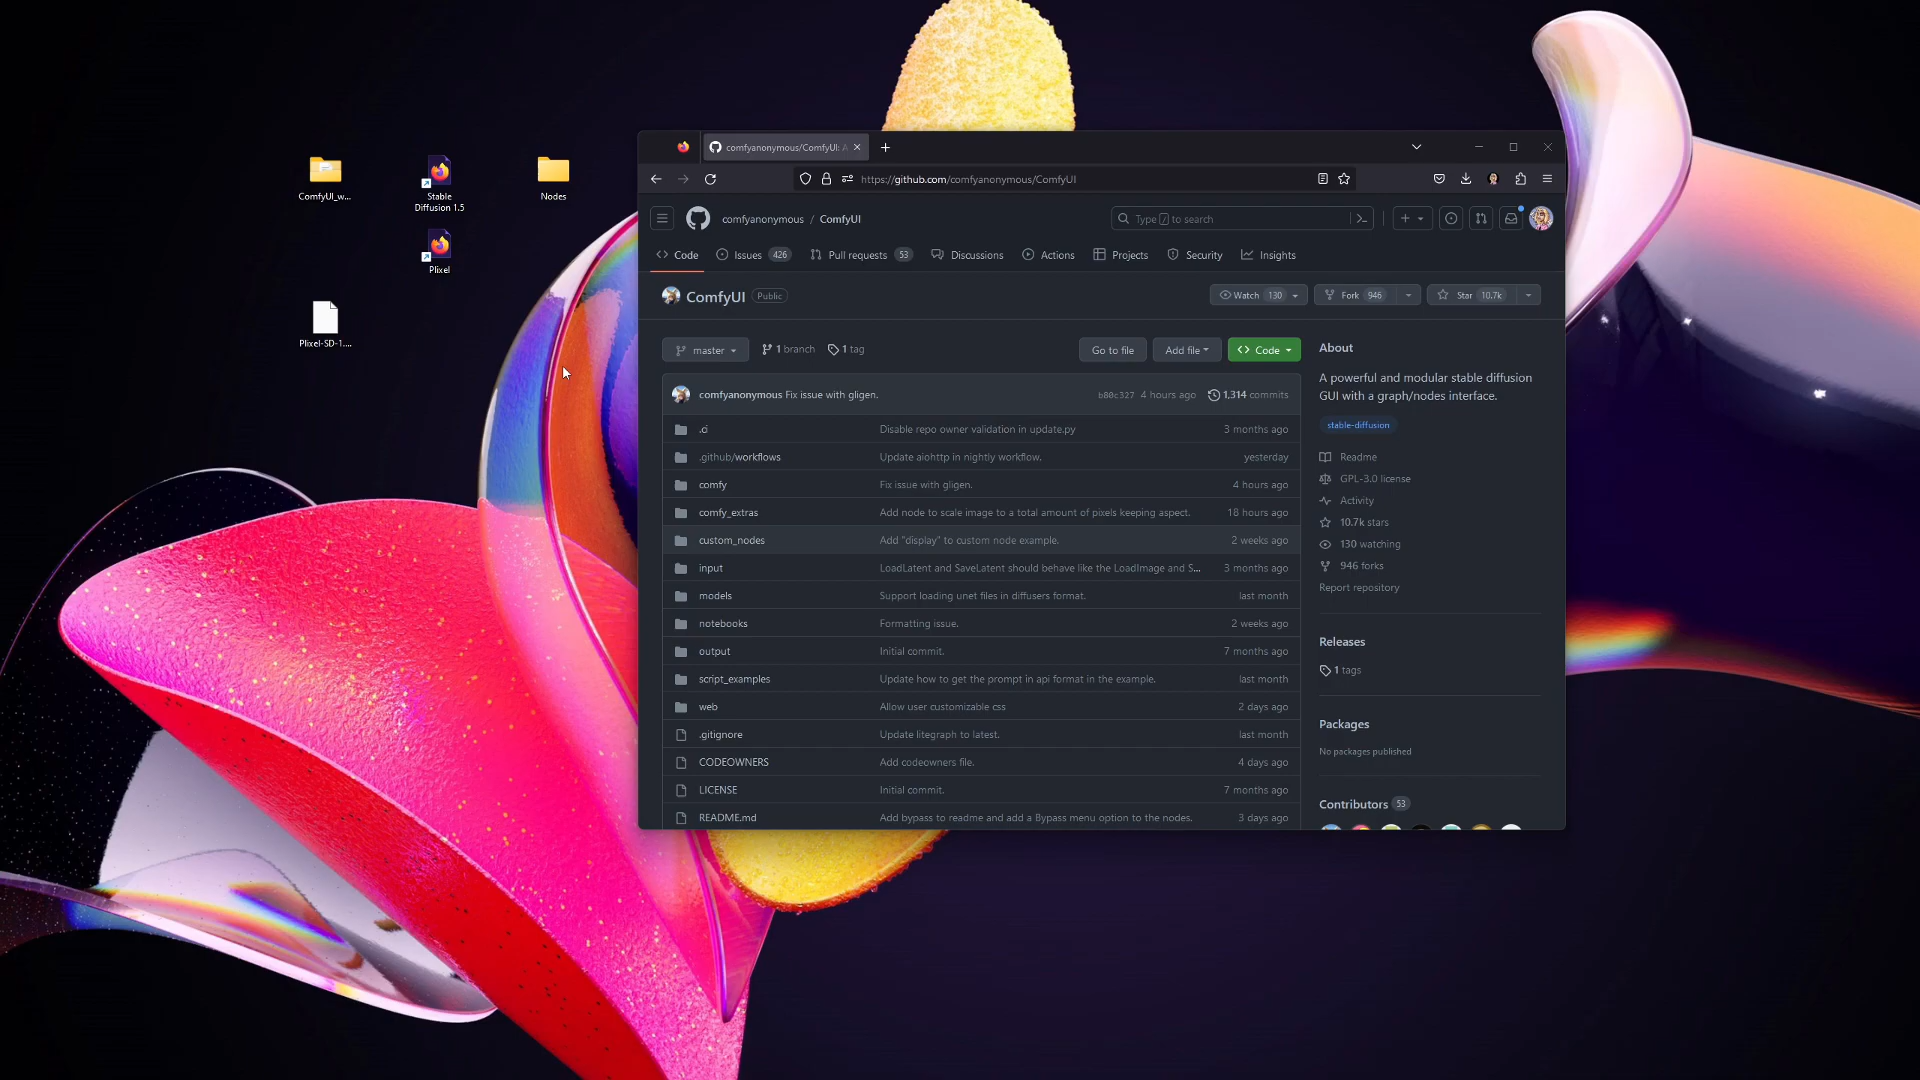 ComfyUI_w...
Stable
Diffusion 1.5
Nodes
Plixel
Plixel-SD-1....
comfyanonymous/ComfyUI: A
https://github.com/comfyanonymous/ComfyUI
comfyanonymous / ComfyUI
Type / to search
Code
Issues 426
Pull requests 53
Discussions
Actions
Projects
Security
Insights
ComfyUI Public
Watch 130
Fork 946
Star 10.7k
master
1 branch
1 tag
Go to file
Add file
Code
comfyanonymous Fix issue with gligen. b80c327 4 hours ago 1,314 commits
.ci Disable repo owner validation in update.py 3 months ago
.github/workflows Update aiohttp in nightly workflow. yesterday
comfy Fix issue with gligen. 4 hours ago
comfy_extras Add node to scale image to a total amount of pixels keeping aspect. 18 hours ago
custom_nodes Add "display" to custom node example. 2 weeks ago
input LoadLatent and SaveLatent should behave like the LoadImage and S... 3 months ago
models Support loading unet files in diffusers format. last month
notebooks Formatting issue. 2 weeks ago
output Initial commit. 7 months ago
script_examples Update how to get the prompt in api format in the example. last month
web Allow user customizable css 2 days ago
.gitignore Update litegraph to latest. last month
CODEOWNERS Add codeowners file. 4 days ago
LICENSE Initial commit. 7 months ago
README.md Add bypass to readme and add a Bypass menu option to the nodes. 3 days ago
About
A powerful and modular stable diffusion
GUI with a graph/nodes interface.
stable-diffusion
Readme
GPL-3.0 license
Activity
10.7k stars
130 watching
946 forks
Report repository
Releases
1 tags
Packages
No packages published
Contributors 53